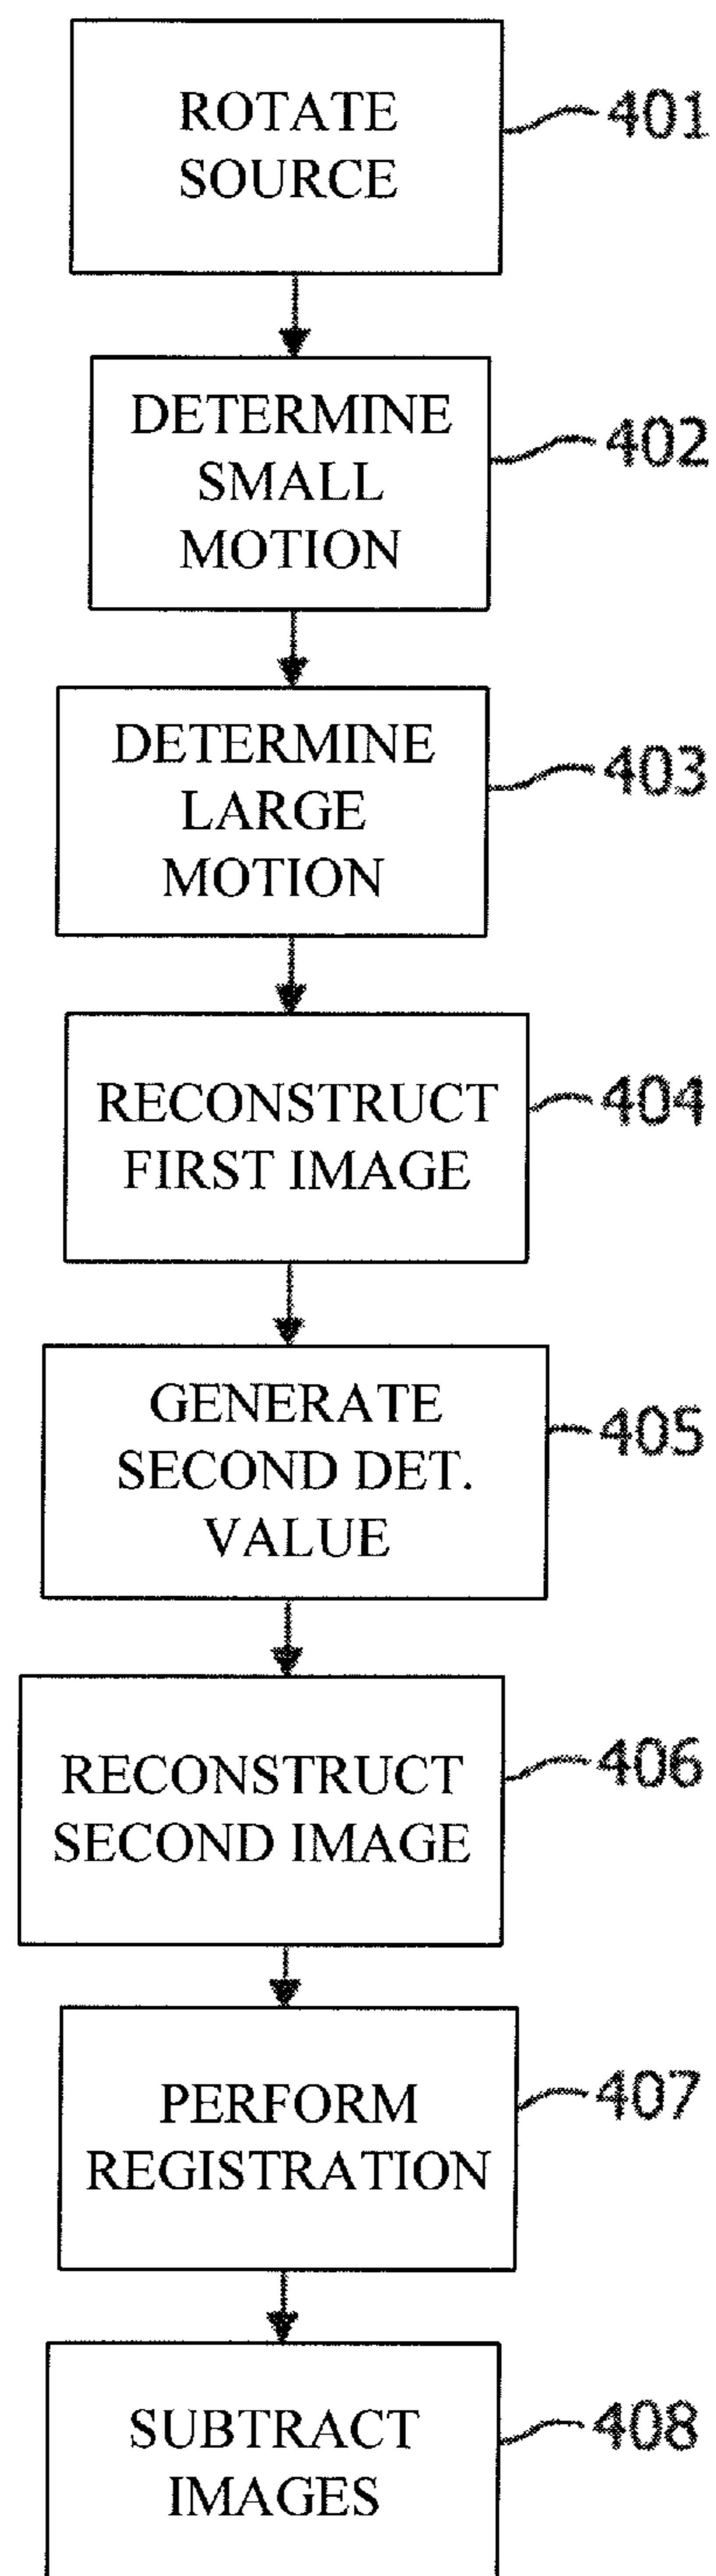 ROTATE
SOURCE
401
DETERMINE
SMALL
MOTION
402
DETERMINE
LARGE
MOTION
403
RECONSTRUCT
FIRST IMAGE
404
GENERATE
SECOND DET.
VALUE
405
RECONSTRUCT
SECOND IMAGE
406
PERFORM
REGISTRATION
407
SUBTRACT
IMAGES
408